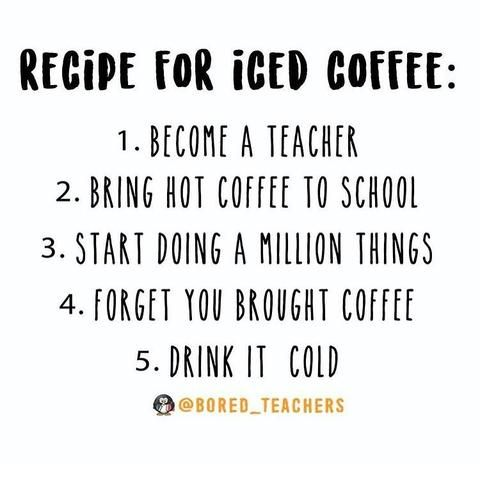 RECIPE FOR ICED COFFEE:
1. BECOME A TEACHER
2. BRING HOT COFFEE TO SCHOOL
3. START DOING A MILLION THINGS
4. FORGET YOU BROUGHT COFFEE
5. DRINK IT COLD
@BORED_TEACHERS